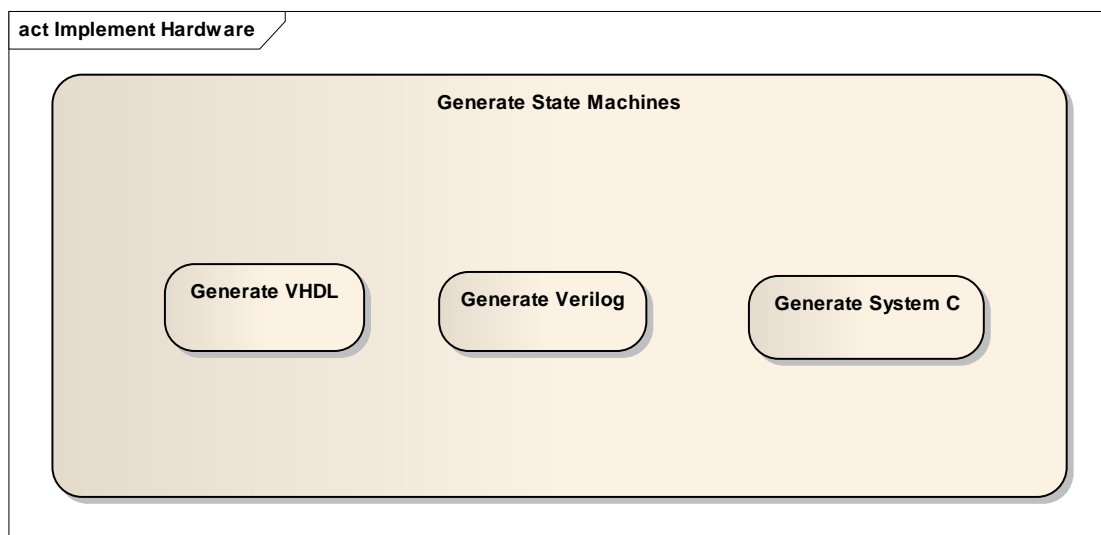 act Implement Hardware
Generate State Machines
Generate VHDL
Generate Verilog
Generate System C